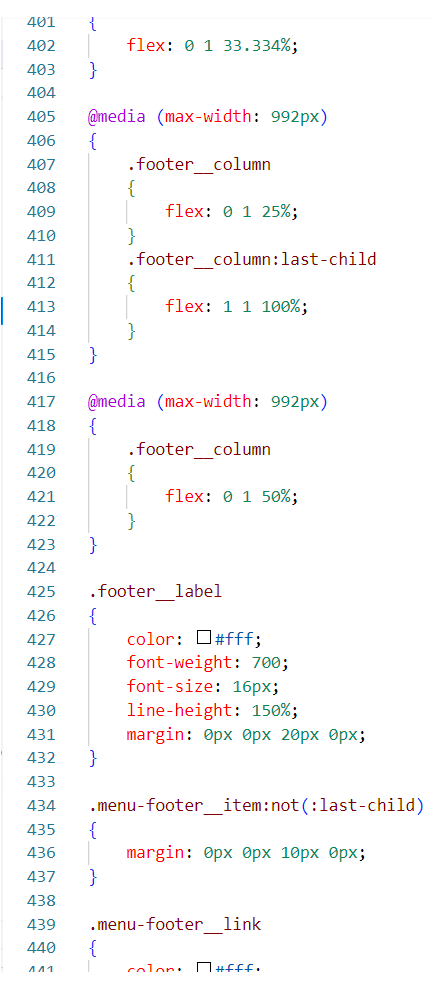 401 {
402     flex: 0 1 33.334%;
403 }
404
405 @media (max-width: 992px)
406 {
407     .footer__column
408     {
409         flex: 0 1 25%;
410     }
411     .footer__column:last-child
412     {
413         flex: 1 1 100%;
414     }
415 }
416
417 @media (max-width: 992px)
418 {
419     .footer__column
420     {
421         flex: 0 1 50%;
422     }
423 }
424
425 .footer__label
426 {
427     color: #fff;
428     font-weight: 700;
429     font-size: 16px;
430     line-height: 150%;
431     margin: 0px 0px 20px 0px;
432 }
433
434 .menu-footer__item:not(:last-child)
435 {
436     margin: 0px 0px 10px 0px;
437 }
438
439 .menu-footer__link
440 {
441     color: #fff;